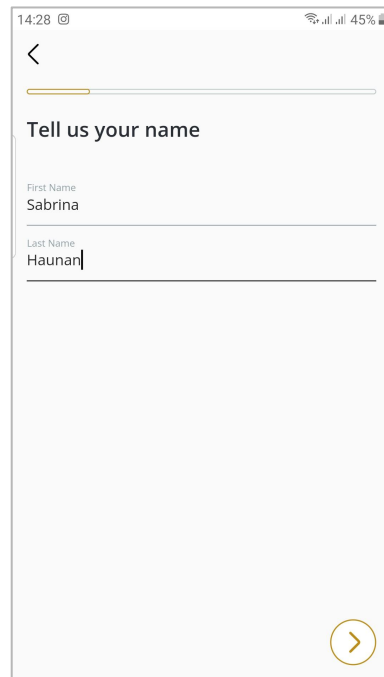 14:28 45%
Tell us your name
First Name
Sabrina
Last Name
Haunan